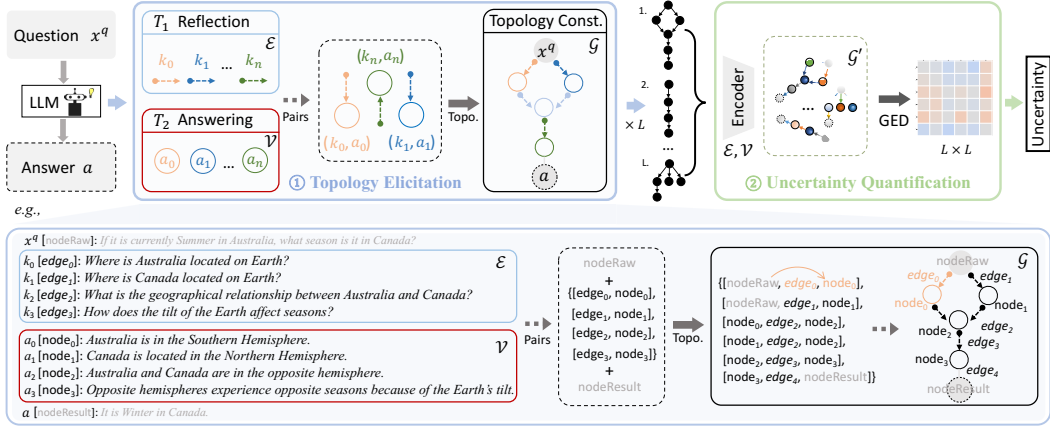 Question x^q
LLM
Answer a
T_1 Reflection
ℰ
k_0 k_1 ... k_n
T_2 Answering
𝒱
a_0 a_1 ... a_n
Pairs
(k_n, a_n)
(k_0, a_0) (k_1, a_1)
Topo.
Topology Const.
𝒢
x^q
a
① Topology Elicitation
× L
1.
2.
...
L.
Encoder
ℰ, 𝒱
𝒢′
...
GED
L × L
② Uncertainty Quantification
Uncertainty
e.g.,
x^q [nodeRaw]: If it is currently Summer in Australia, what season is it in Canada?
ℰ
k_0 [edge_0]: Where is Australia located on Earth?
k_1 [edge_1]: Where is Canada located on Earth?
k_2 [edge_2]: What is the geographical relationship between Australia and Canada?
k_3 [edge_3]: How does the tilt of the Earth affect seasons?
𝒱
a_0 [node_0]: Australia is in the Southern Hemisphere.
a_1 [node_1]: Canada is located in the Northern Hemisphere.
a_2 [node_2]: Australia and Canada are in the opposite hemisphere.
a_3 [node_3]: Opposite hemispheres experience opposite seasons because of the Earth's tilt.
a [nodeResult]: It is Winter in Canada.
Pairs
nodeRaw
+
{[edge_0, node_0],
[edge_1, node_1],
[edge_2, node_2],
[edge_3, node_3]}
+
nodeResult
Topo.
{[nodeRaw, edge_0, node_0],
[nodeRaw, edge_1, node_1],
[node_0, edge_2, node_2],
[node_1, edge_2, node_2],
[node_2, edge_3, node_3],
[node_3, edge_4, nodeResult]}
𝒢
nodeRaw
edge_0 edge_1
node_0 node_1
edge_2
node_2
edge_3
node_3
edge_4
nodeResult